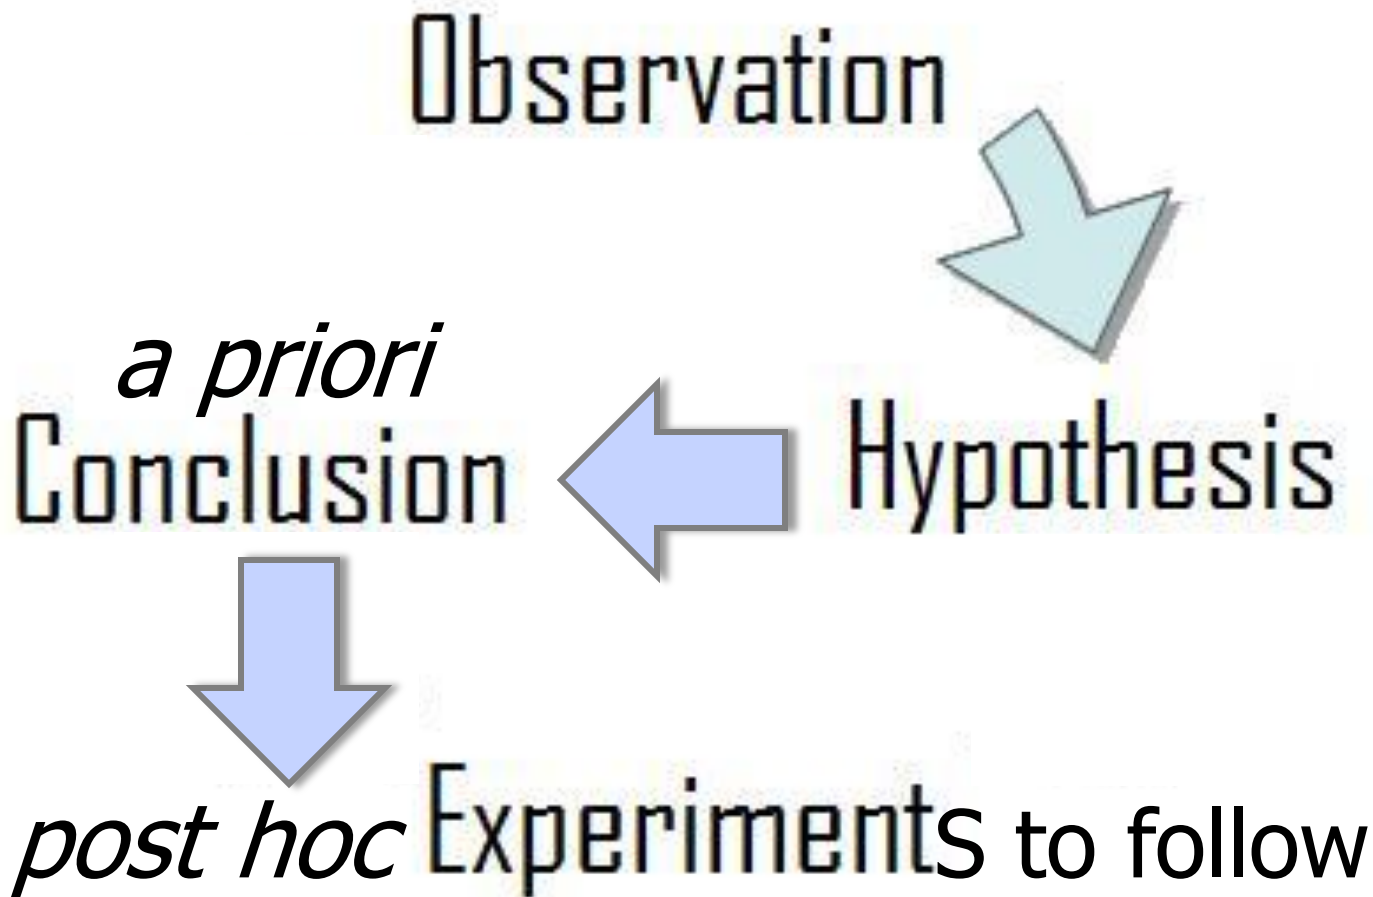 Observation
a priori
Conclusion
Hypothesis
post hoc ExperimentS to follow